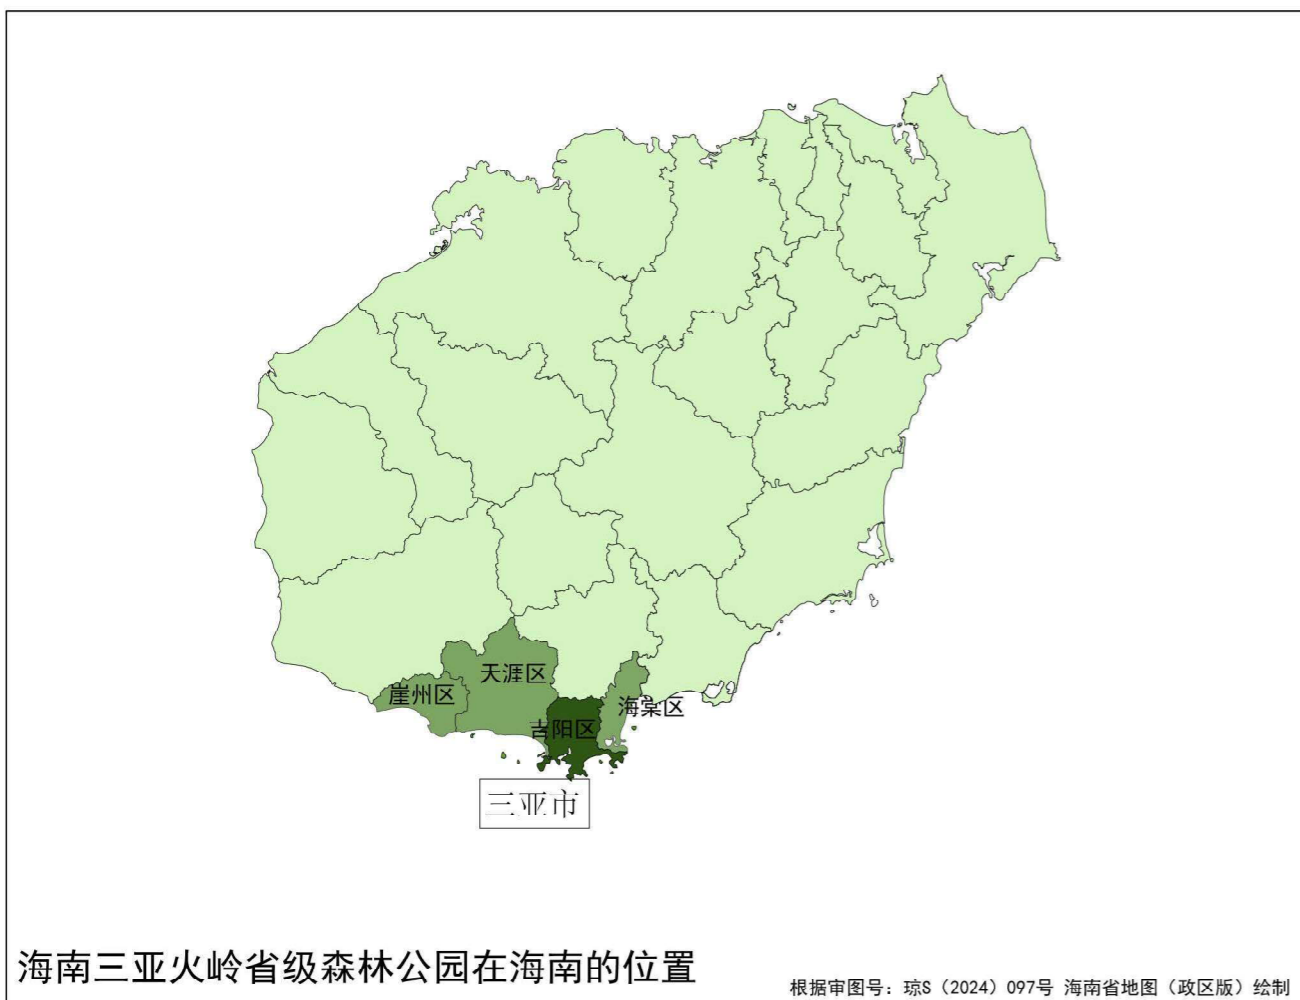 天涯区
崖州区
海棠区
吉阳区
三亚市
海南三亚火岭省级森林公园在海南的位置
根据审图号：琼S（2024）097号 海南省地图（政区版）绘制